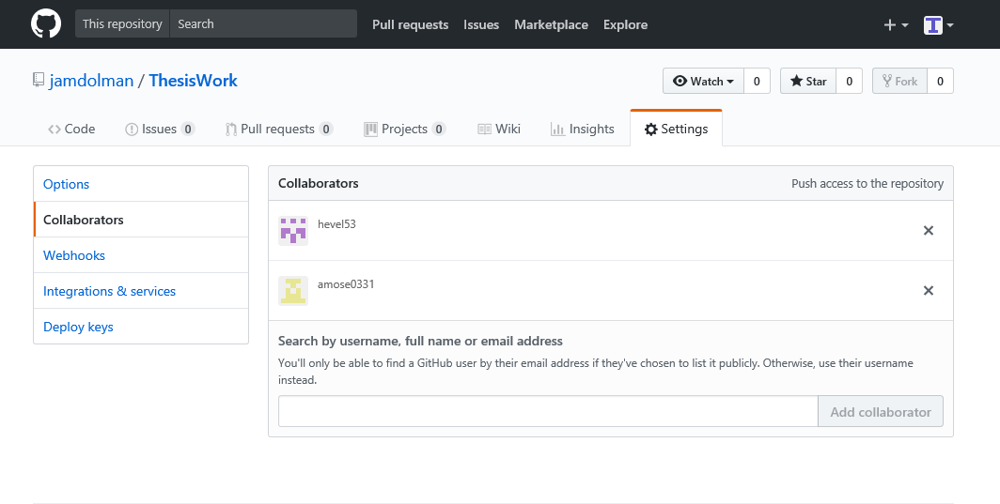 This repository Search Pull requests Issues Marketplace Explore
jamdolman / ThesisWork Watch 0 Star 0 Fork 0
Code Issues 0 Pull requests 0 Projects 0 Wiki Insights Settings
Options
Collaborators
Webhooks
Integrations & services
Deploy keys
Collaborators Push access to the repository
hevel53
amose0331
Search by username, full name or email address
You'll only be able to find a GitHub user by their email address if they've chosen to list it publicly. Otherwise, use their username
instead.
Add collaborator